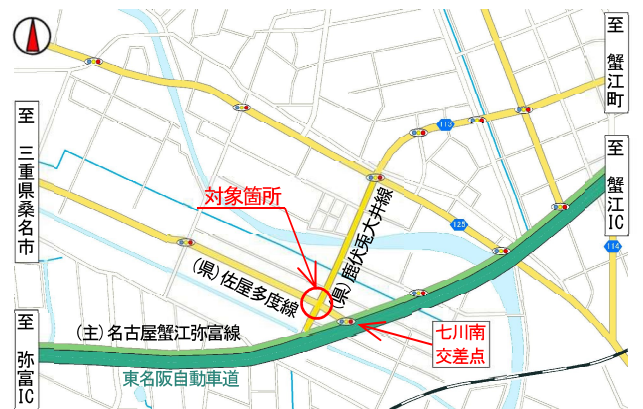 至 蟹江町
113
至 三重県桑名市
至 蟹江IC
対象箇所
(県)鹿伏兎大井線
125
114
(県)佐屋多度線
(主)名古屋蟹江弥富線
七川南
交差点
至 弥富IC
東名阪自動車道